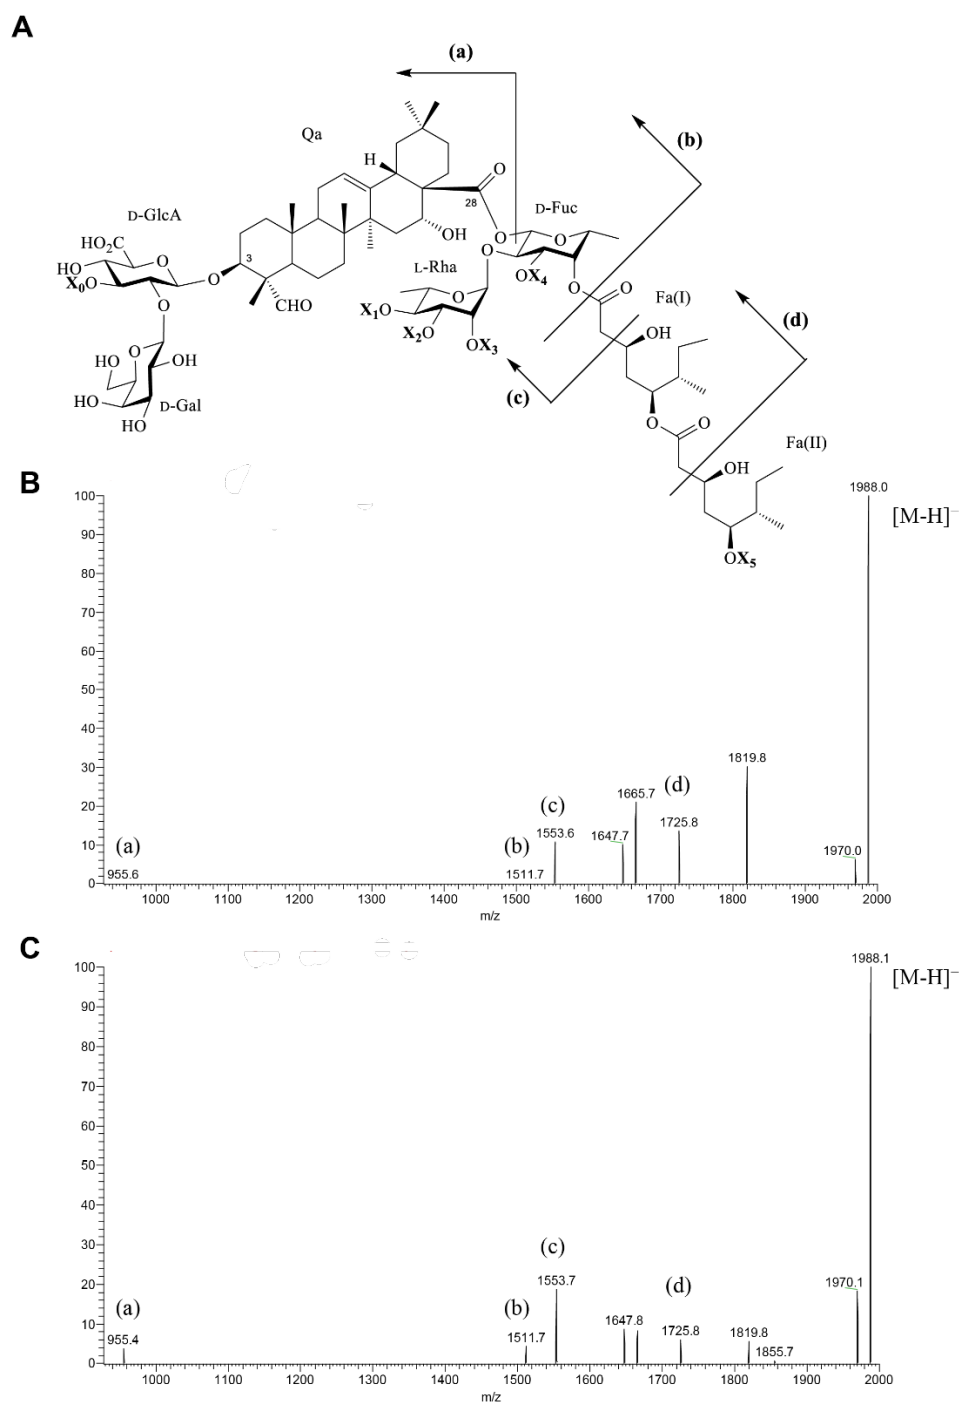 A
(a)
(b)
Qa
H
O
28
D-Fuc
D-GlcA
O
O
OH
HO₂C
HO
O
X₀O
O
O
3
L-Rha
O
OX₄
O
O
Fa(I)
CHO
X₁O
O
X₂O
OX₃
OH
(d)
(c)
O
HO
OH
HO
D-Gal
HO
O
O
Fa(II)
OH
OX₅
B
1988.0
[M-H]⁻
100
90
80
70
60
50
40
30
20
10
0
(a)
955.6
(b)
1511.7
(c)
1553.6
1647.7
1665.7
(d)
1725.8
1819.8
1970.0
1000 1100 1200 1300 1400 1500 1600 1700 1800 1900 2000
m/z
C
1988.1
[M-H]⁻
100
90
80
70
60
50
40
30
20
10
0
(a)
955.4
(b)
1511.7
(c)
1553.7
1647.8
(d)
1725.8
1819.8
1855.7
1970.1
1000 1100 1200 1300 1400 1500 1600 1700 1800 1900 2000
m/z